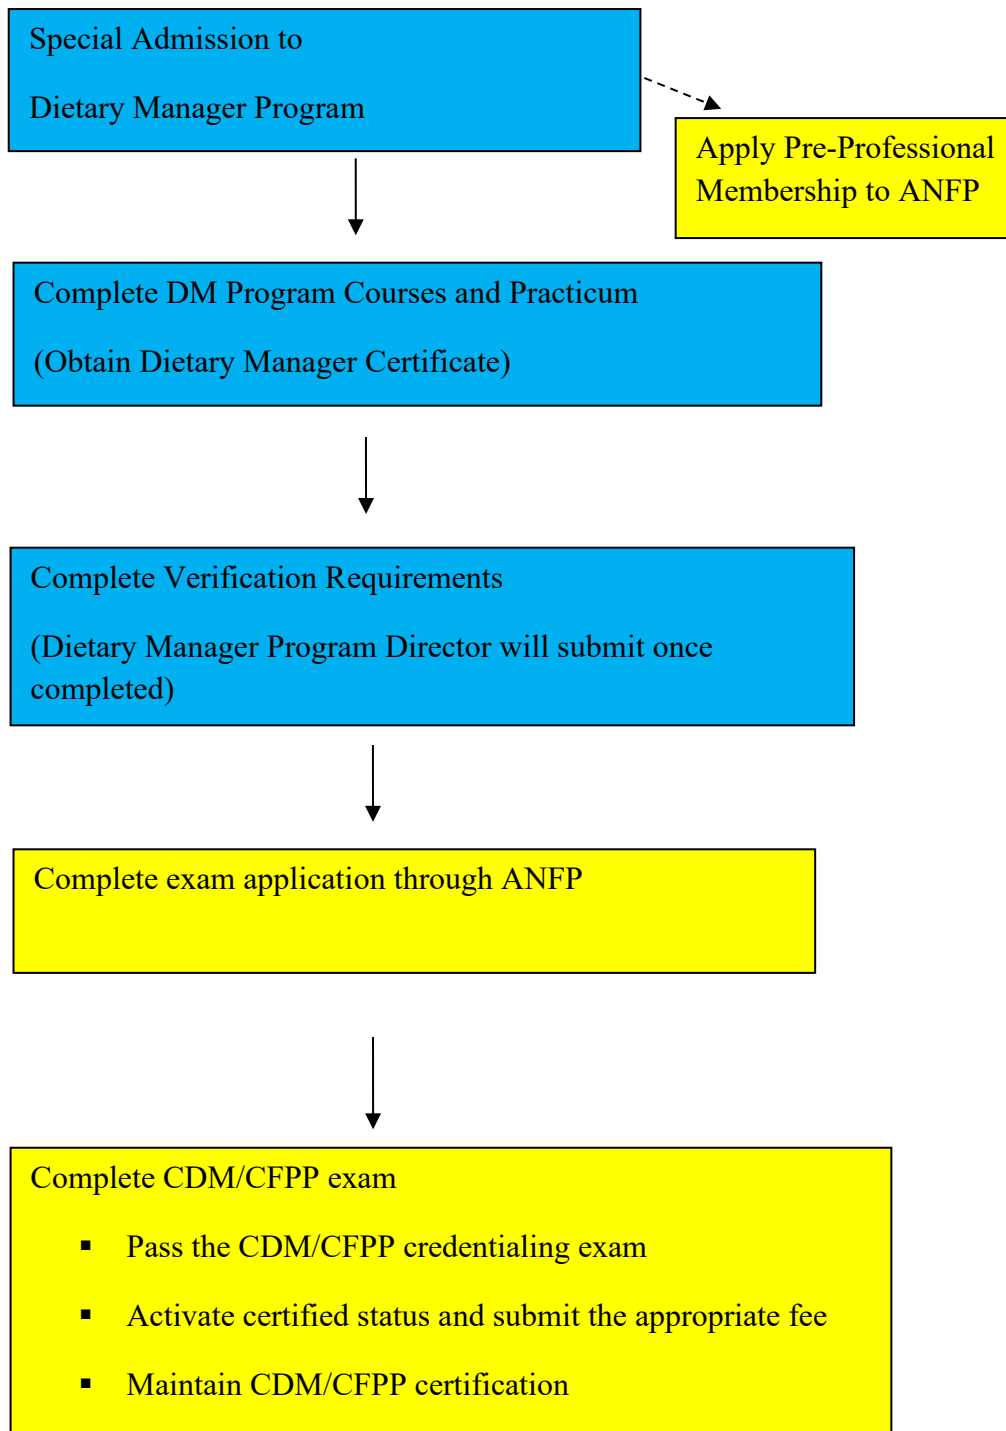 Special Admission to
Dietary Manager Program
Apply Pre-Professional
Membership to ANFP
Complete DM Program Courses and Practicum
(Obtain Dietary Manager Certificate)
Complete Verification Requirements
(Dietary Manager Program Director will submit once
completed)
Complete exam application through ANFP
Complete CDM/CFPP exam
▪ Pass the CDM/CFPP credentialing exam
▪ Activate certified status and submit the appropriate fee
▪ Maintain CDM/CFPP certification